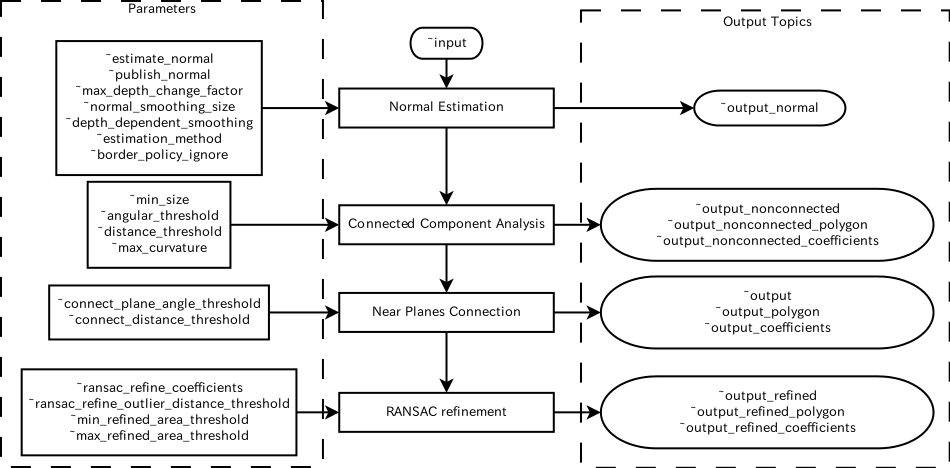 Parameters
Output Topics
~input
~estimate_normal
~publish_normal
~max_depth_change_factor
~normal_smoothing_size
~depth_dependent_smoothing
~estimation_method
~border_policy_ignore
Normal Estimation
~output_normal
~min_size
~angular_threshold
~distance_threshold
~max_curvature
Connected Component Analysis
~output_nonconnected
~output_nonconnected_polygon
~output_nonconnected_coefficients
~connect_plane_angle_threshold
~connect_distance_threshold
Near Planes Connection
~output
~output_polygon
~output_coefficients
~ransac_refine_coefficients
~ransac_refine_outlier_distance_threshold
~min_refined_area_threshold
~max_refined_area_threshold
RANSAC refinement
~output_refined
~output_refined_polygon
~output_refined_coefficients